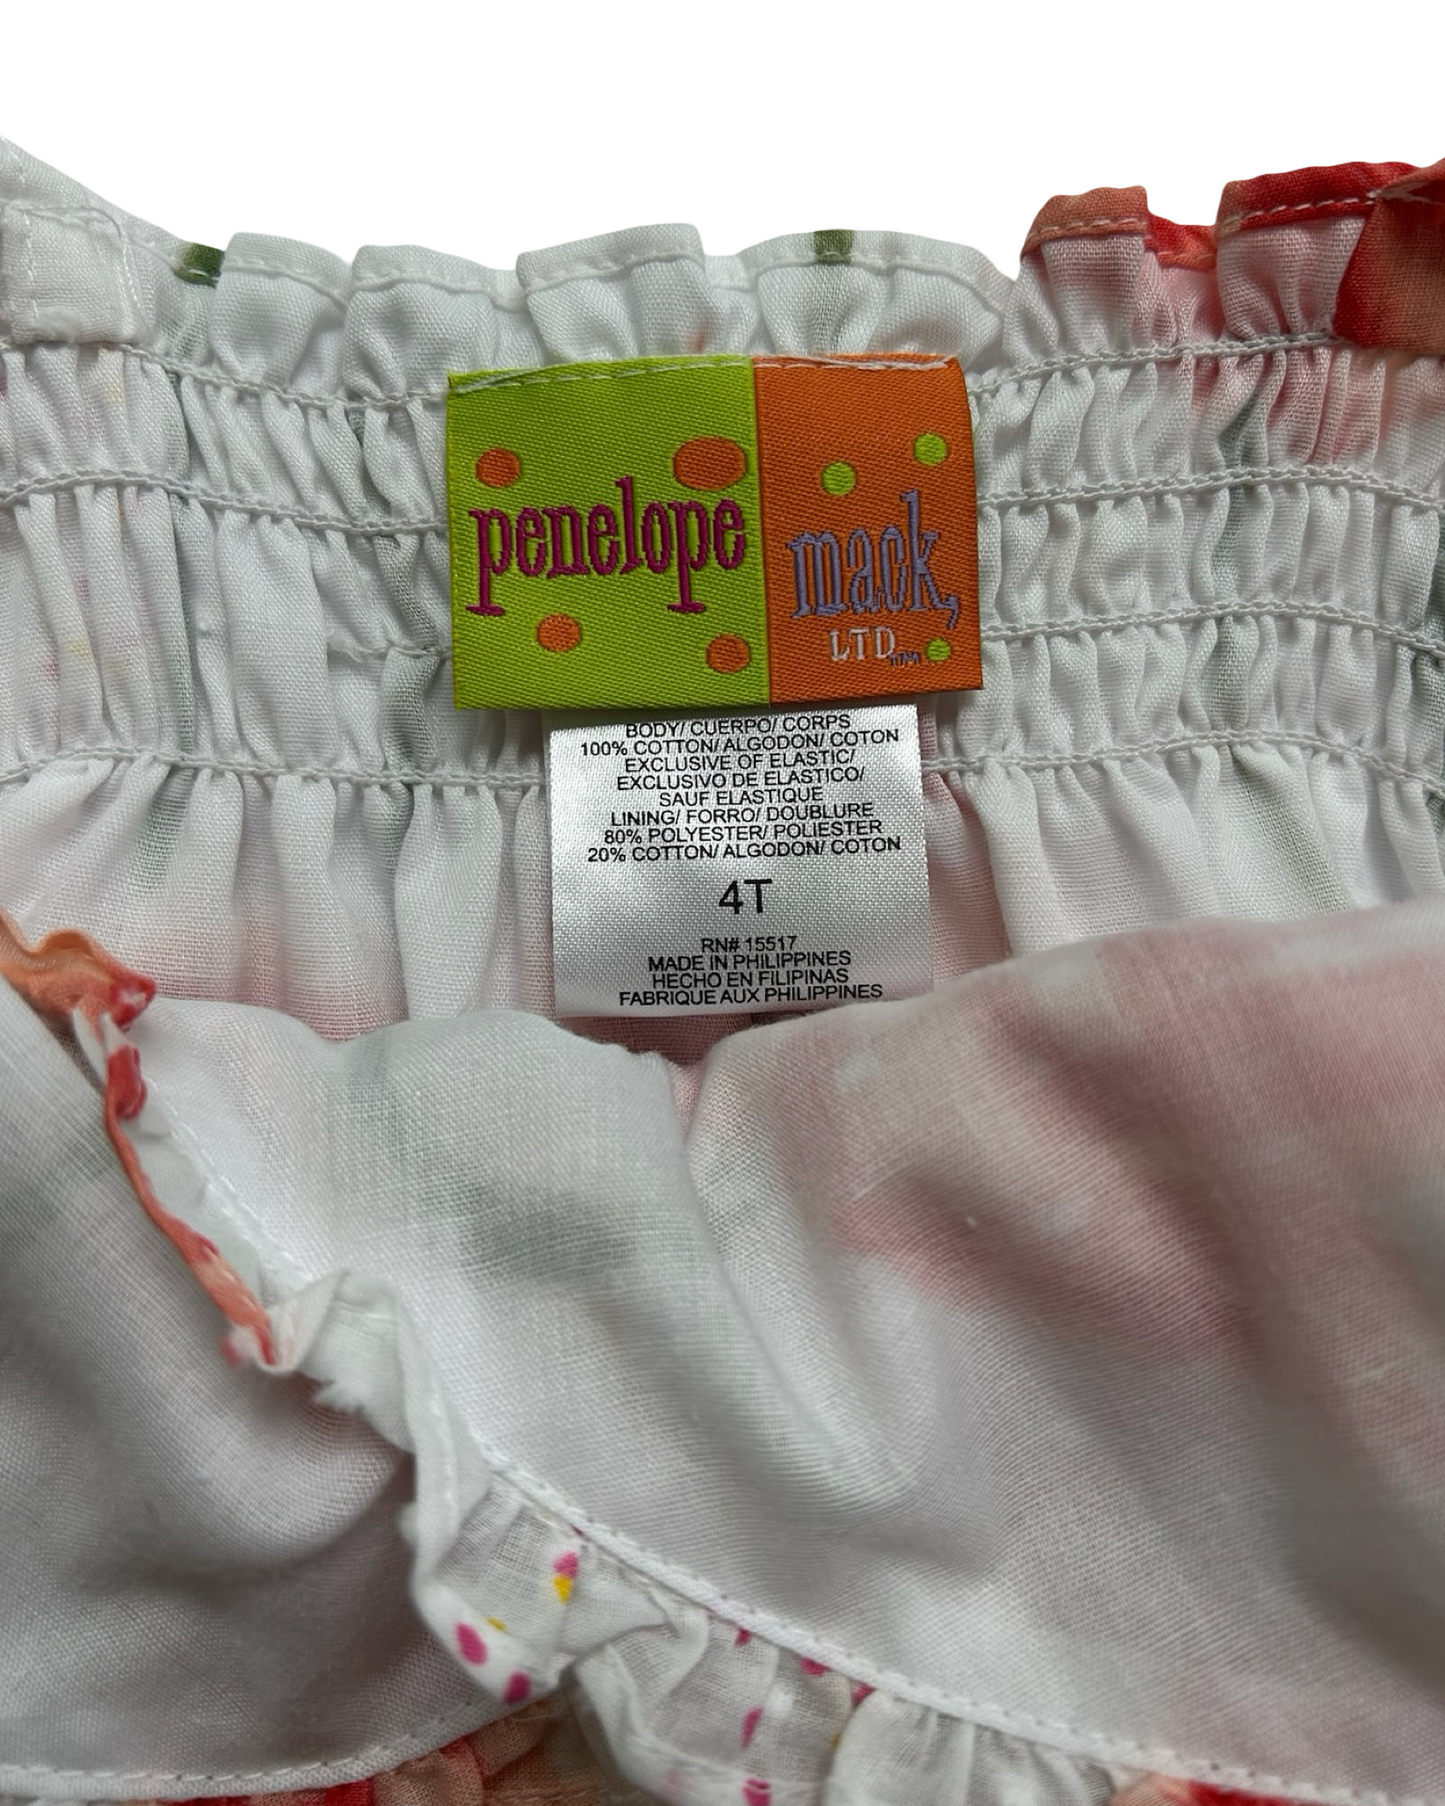 penelope mack,
LTD.™
BODY/ CUERPO/ CORPS
100% COTTON/ ALGODON/ COTON
EXCLUSIVE OF ELASTIC/
EXCLUSIVO DE ELASTICO/
SAUF ELASTIQUE
LINING/ FORRO/ DOUBLURE
80% POLYESTER/ POLIESTER
20% COTTON/ ALGODON/ COTON
4T
RN# 15517
MADE IN PHILIPPINES
HECHO EN FILIPINAS
FABRIQUE AUX PHILIPPINES